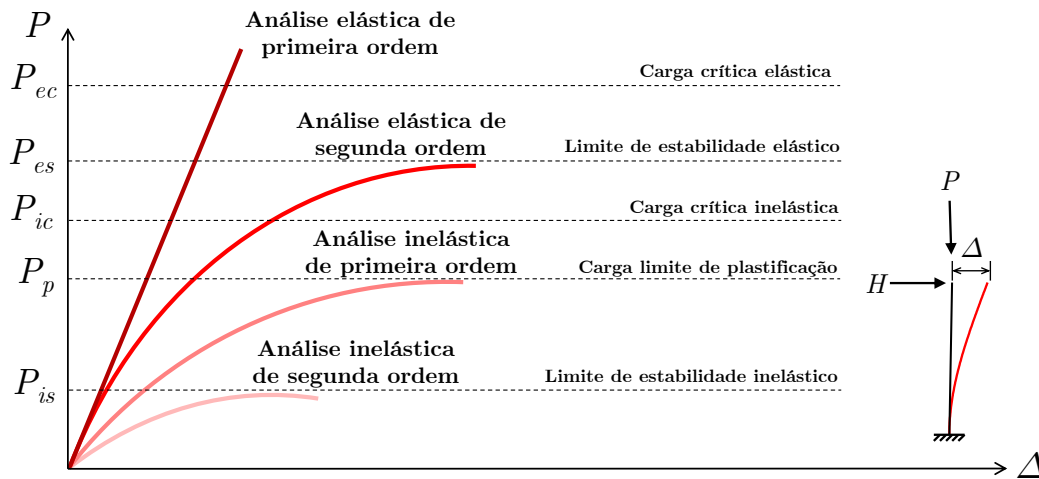 P
Análise elástica de
primeira ordem
P_ec
Carga crítica elástica
Análise elástica de
segunda ordem
P_es
Limite de estabilidade elástico
P_ic
Carga crítica inelástica
Análise inelástica
de primeira ordem
P_p
Carga limite de plastificação
Análise inelástica
de segunda ordem
P_is
Limite de estabilidade inelástico
Δ
P
Δ
H